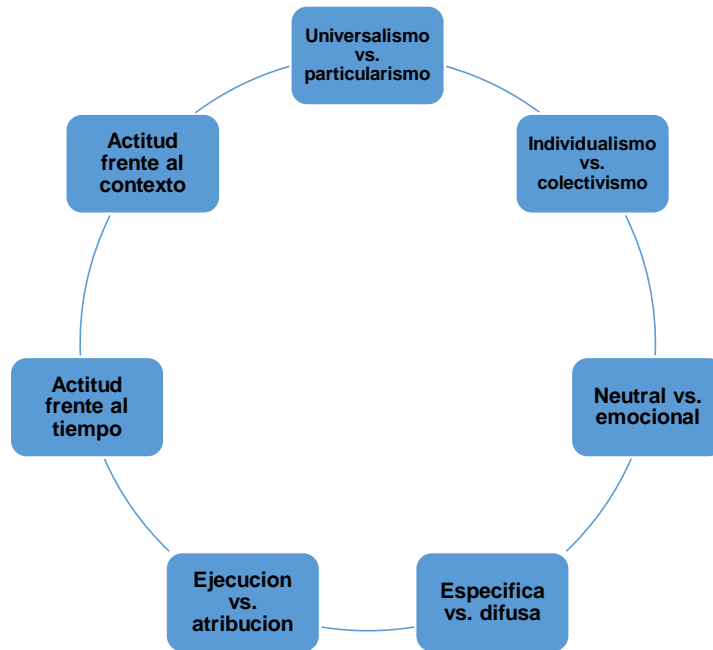 Universalismo
vs.
particularismo
Individualismo
vs.
colectivismo
Neutral vs.
emocional
Especifica
vs. difusa
Ejecucion
vs.
atribucion
Actitud
frente al
tiempo
Actitud
frente al
contexto